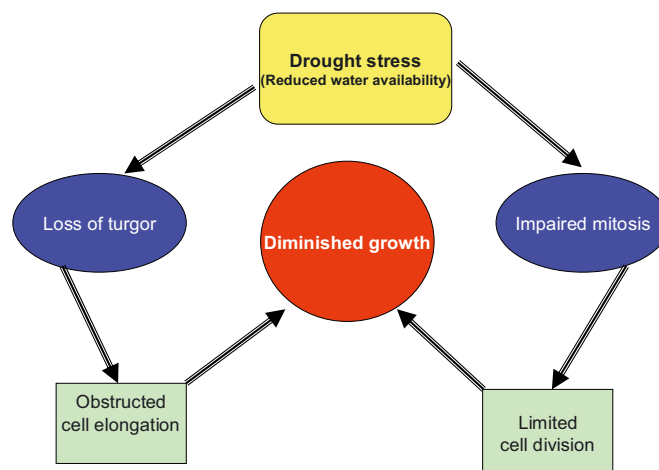 Drought stress
(Reduced water availability)
Loss of turgor
Diminished growth
Impaired mitosis
Obstructed
cell elongation
Limited
cell division